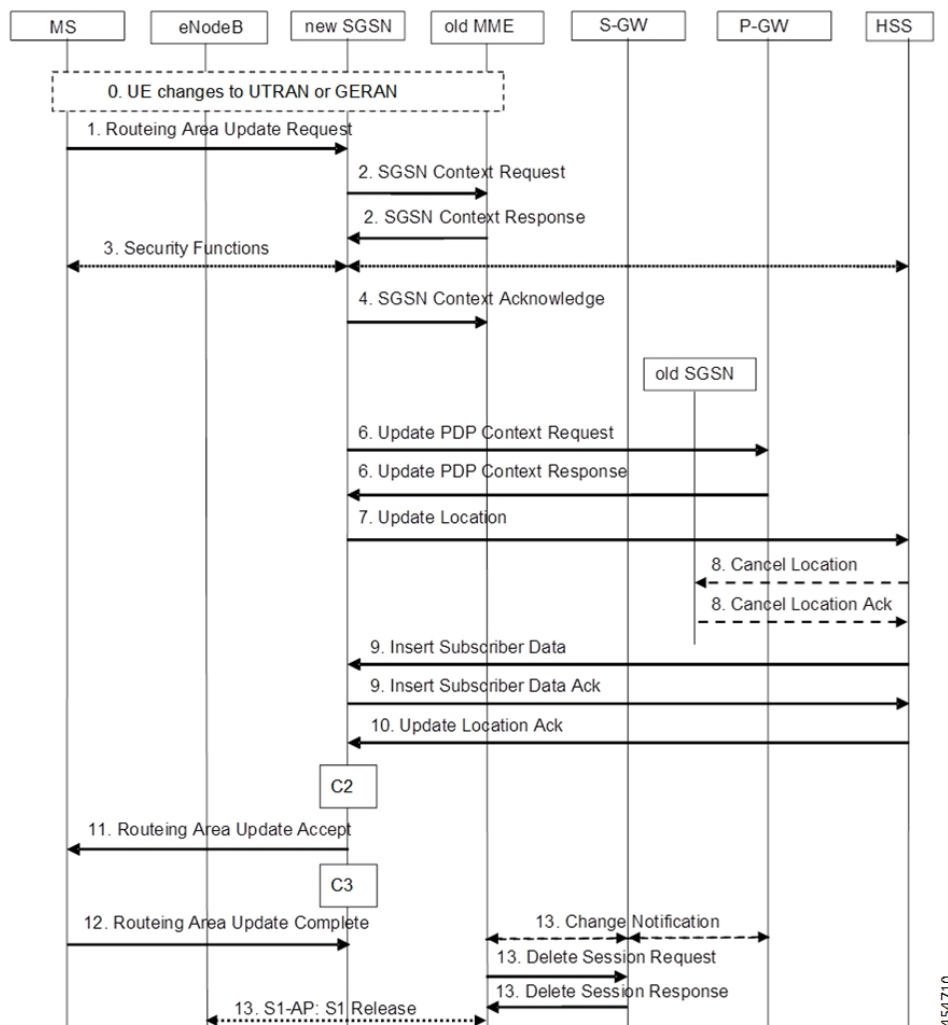 MS
eNodeB
new SGSN
old MME
S-GW
P-GW
HSS
0. UE changes to UTRAN or GERAN
1. Routeing Area Update Request
2. SGSN Context Request
2. SGSN Context Response
3. Security Functions
4. SGSN Context Acknowledge
old SGSN
6. Update PDP Context Request
6. Update PDP Context Response
7. Update Location
8. Cancel Location
8. Cancel Location Ack
9. Insert Subscriber Data
9. Insert Subscriber Data Ack
10. Update Location Ack
C2
11. Routeing Area Update Accept
C3
12. Routeing Area Update Complete
13. Change Notification
13. Delete Session Request
13. Delete Session Response
13. S1-AP: S1 Release
454710